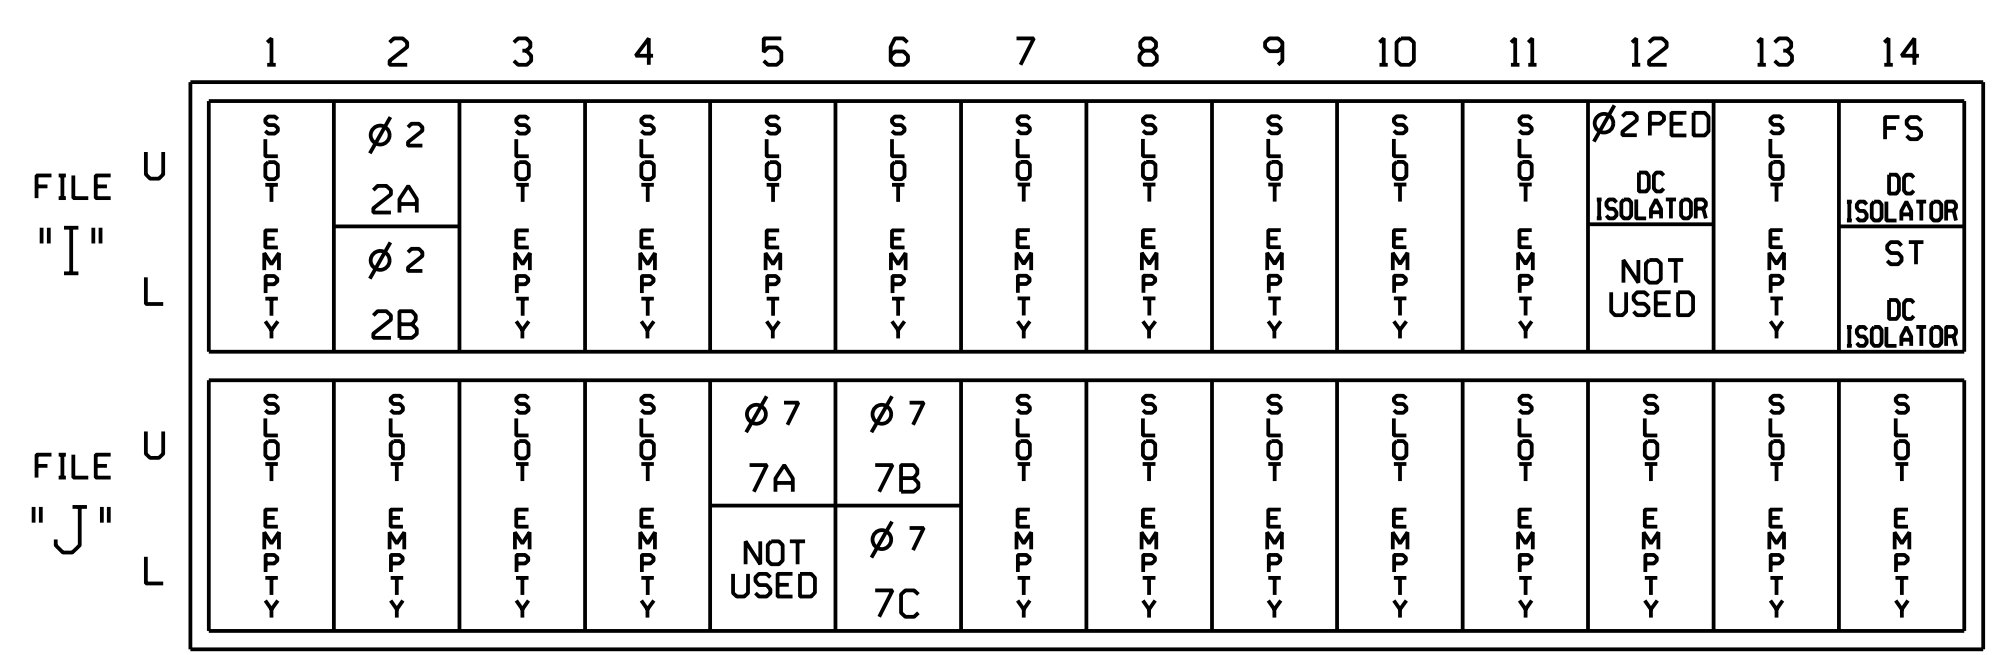 1 2 3 4 5 6 7 8 9 10 11 12 13 14
FILE
"I"
U
L
SLOT EMPTY
Ø 2
2A
Ø 2
2B
SLOT EMPTY
SLOT EMPTY
SLOT EMPTY
SLOT EMPTY
SLOT EMPTY
SLOT EMPTY
SLOT EMPTY
SLOT EMPTY
SLOT EMPTY
Ø2PED
DC
ISOLATOR
NOT
USED
SLOT EMPTY
FS
DC
ISOLATOR
ST
DC
ISOLATOR
FILE
"J"
U
L
SLOT EMPTY
SLOT EMPTY
SLOT EMPTY
SLOT EMPTY
Ø 7
7A
NOT
USED
Ø 7
7B
Ø 7
7C
SLOT EMPTY
SLOT EMPTY
SLOT EMPTY
SLOT EMPTY
SLOT EMPTY
SLOT EMPTY
SLOT EMPTY
SLOT EMPTY